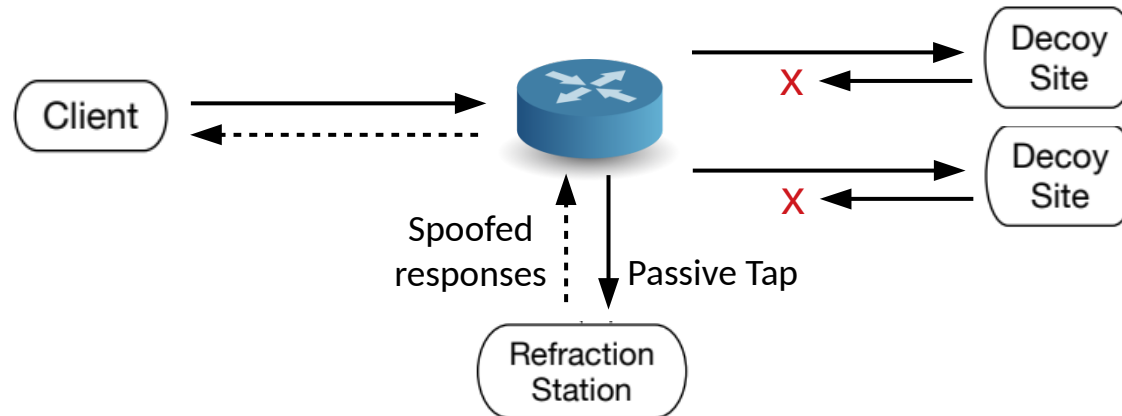 Client
Decoy
Site
X
Decoy
Site
X
Spoofed
responses
Passive Tap
Refraction
Station